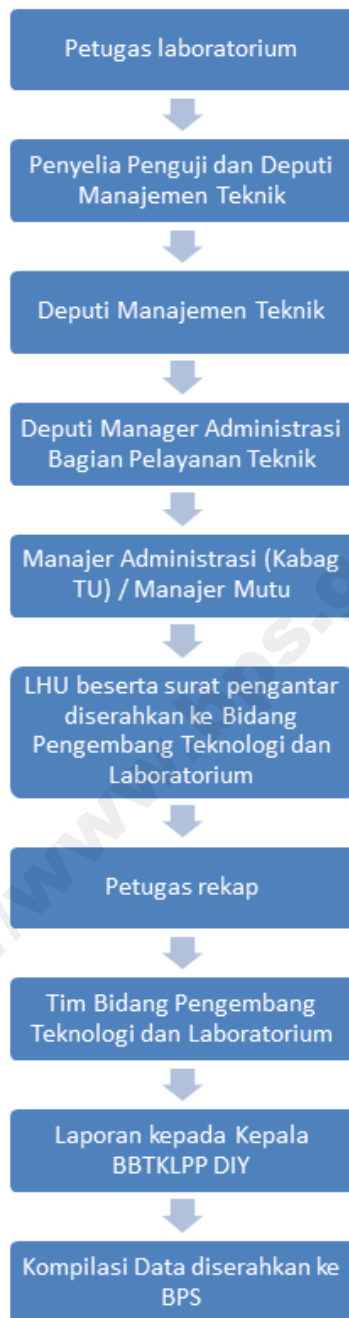 Petugas laboratorium
Penyelia Penguji dan Deputi
Manajemen Teknik
Deputi Manajemen Teknik
Deputi Manager Administrasi
Bagian Pelayanan Teknik
Manajer Administrasi (Kabag
TU) / Manajer Mutu
LHU beserta surat pengantar
diserahkan ke Bidang
Pengembang Teknologi dan
Laboratorium
Petugas rekap
Tim Bidang Pengembang
Teknologi dan Laboratorium
Laporan kepada Kepala
BBTKLPP DIY
Kompilasi Data diserahkan ke
BPS
/www.bps.g